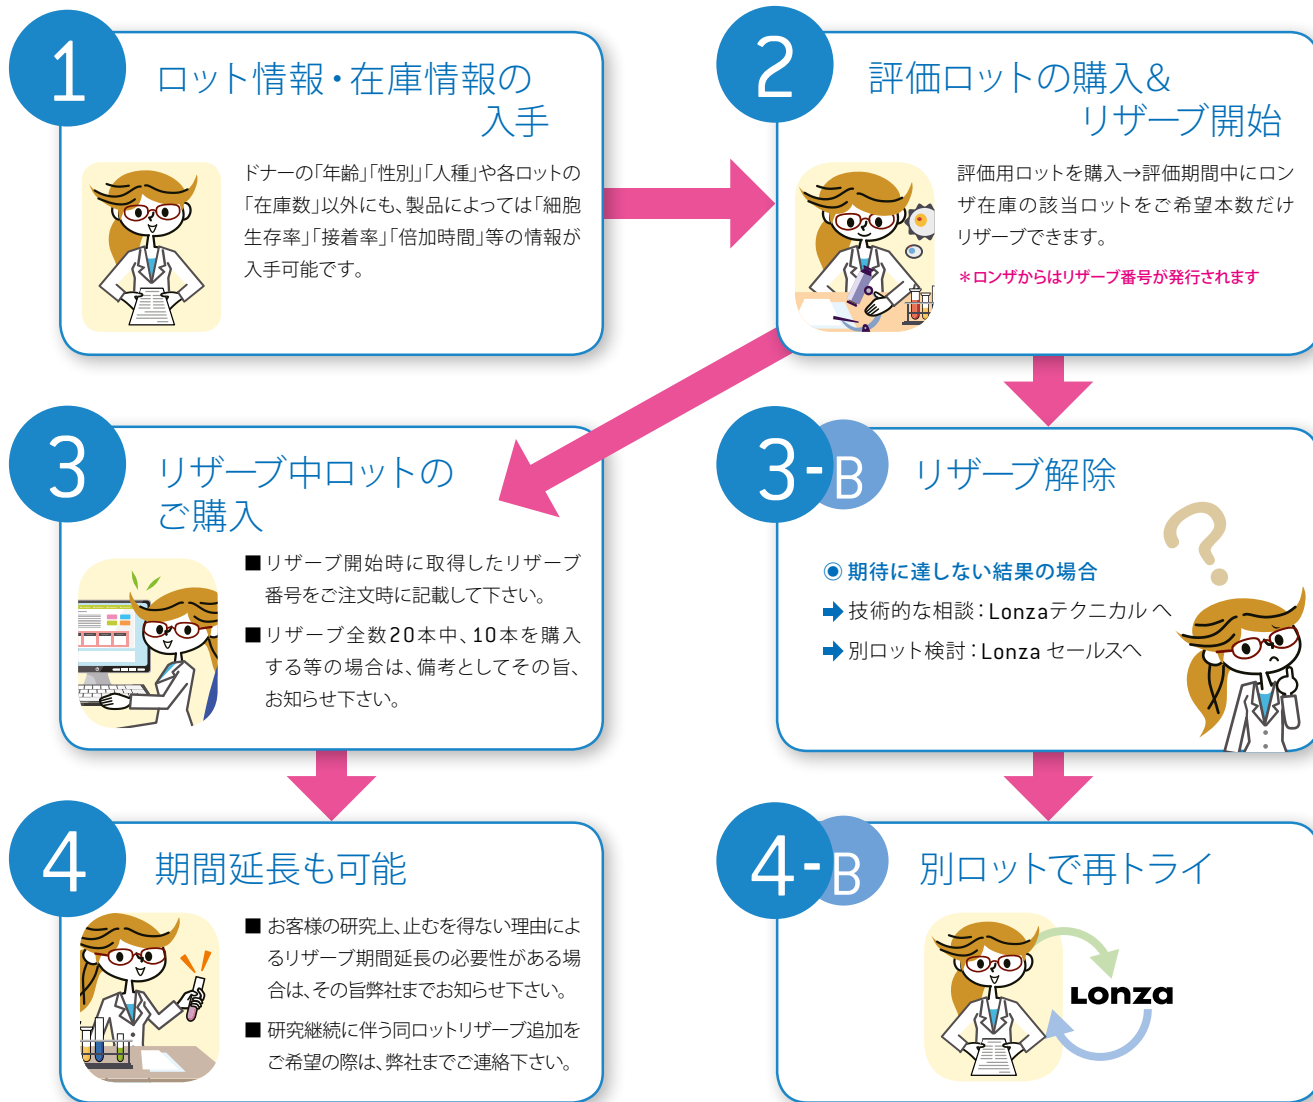 1
ロット情報・在庫情報の
入手
ドナーの「年齢」「性別」「人種」や各ロットの
「在庫数」以外にも、製品によっては「細胞
生存率」「接着率」「倍加時間」等の情報が
入手可能です。
2
評価ロットの購入&
リザーブ開始
評価用ロットを購入→評価期間中にロン
ザ在庫の該当ロットをご希望本数だけ
リザーブできます。
＊ロンザからはリザーブ番号が発行されます
3
リザーブ中ロットの
ご購入
■リザーブ開始時に取得したリザーブ
番号をご注文時に記載して下さい。
■リザーブ全数20本中、10本を購入
する等の場合は、備考としてその旨、
お知らせ下さい。
3-B
リザーブ解除
?
◉期待に達しない結果の場合
➡技術的な相談：Lonzaテクニカル へ
➡別ロット検討：Lonza セールスへ
4
期間延長も可能
■ お客様の研究上、止むを得ない理由によ
るリザーブ期間延長の必要性がある場
合は、その旨弊社までお知らせ下さい。
■ 研究継続に伴う同ロットリザーブ追加を
ご希望の際は、弊社までご連絡下さい。
4-B
別ロットで再トライ
Lonza